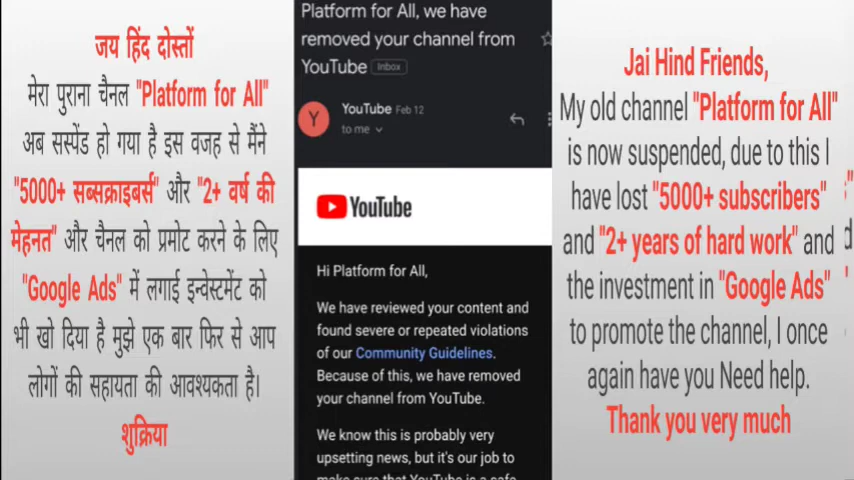 जय हिंद दोस्तों
मेरा पुराना चैनल "Platform for All"
अब सस्पेंड हो गया है इस वजह से मैंने
"5000+ सब्सक्राइबर्स" और "2+ वर्ष की
मेहनत" और चैनल को प्रमोट करने के लिए
"Google Ads" में लगाई इन्वेस्टमेंट को
भी खो दिया है मुझे एक बार फिर से आप
लोगों की सहायता की आवश्यकता है।
शुक्रिया
Platform for All, we have
removed your channel from
YouTube Inbox
Y
YouTube Feb 12
to me
YouTube
Hi Platform for All,
We have reviewed your content and
found severe or repeated violations
of our Community Guidelines.
Because of this, we have removed
your channel from YouTube.
We know this is probably very
upsetting news, but it's our job to
make sure that YouTube is a safe
Jai Hind Friends,
My old channel "Platform for All"
is now suspended, due to this I
have lost "5000+ subscribers"
and "2+ years of hard work" and
the investment in "Google Ads"
to promote the channel, I once
again have you Need help.
Thank you very much